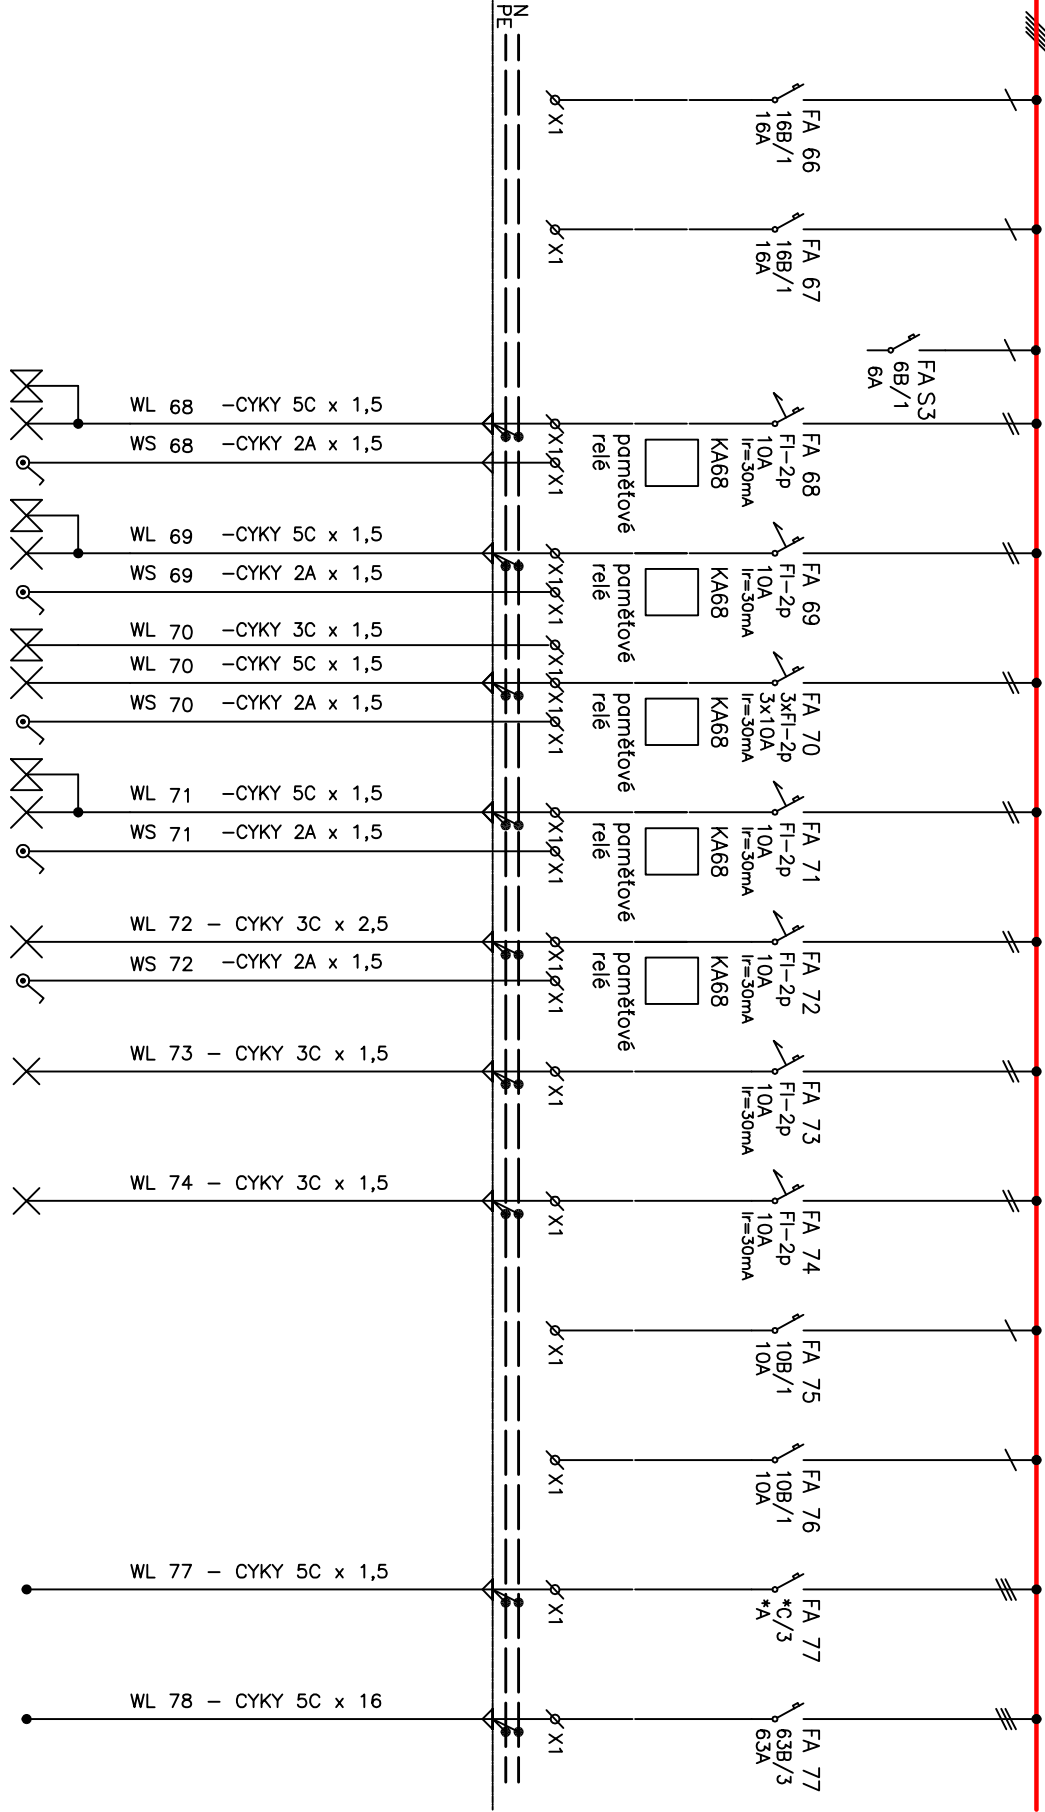 N
PE
FA 66
16B/1
16A
X1
FA 67
16B/1
16A
X1
FA S3
6B/1
6A
WL 68 -CYKY 5C x 1,5
WS 68 -CYKY 2A x 1,5
X1
X1
paměťové
relé
KA68
FA 68
FI-2p
10A
Ir=30mA
WL 69 -CYKY 5C x 1,5
WS 69 -CYKY 2A x 1,5
X1
X1
paměťové
relé
KA68
FA 69
FI-2p
10A
Ir=30mA
WL 70 -CYKY 3C x 1,5
WL 70 -CYKY 5C x 1,5
WS 70 -CYKY 2A x 1,5
X1
X1
X1
paměťové
relé
KA68
FA 70
3xFI-2p
3x10A
Ir=30mA
WL 71 -CYKY 5C x 1,5
WS 71 -CYKY 2A x 1,5
X1
X1
paměťové
relé
KA68
FA 71
FI-2p
10A
Ir=30mA
WL 72 - CYKY 3C x 2,5
WS 72 -CYKY 2A x 1,5
X1
X1
paměťové
relé
KA68
FA 72
FI-2p
10A
Ir=30mA
WL 73 - CYKY 3C x 1,5
X1
FA 73
FI-2p
10A
Ir=30mA
WL 74 - CYKY 3C x 1,5
X1
FA 74
FI-2p
10A
Ir=30mA
X1
FA 75
10B/1
10A
X1
FA 76
10B/1
10A
WL 77 - CYKY 5C x 1,5
X1
FA 77
*C/3
*A
WL 78 - CYKY 5C x 16
X1
FA 77
63B/3
63A